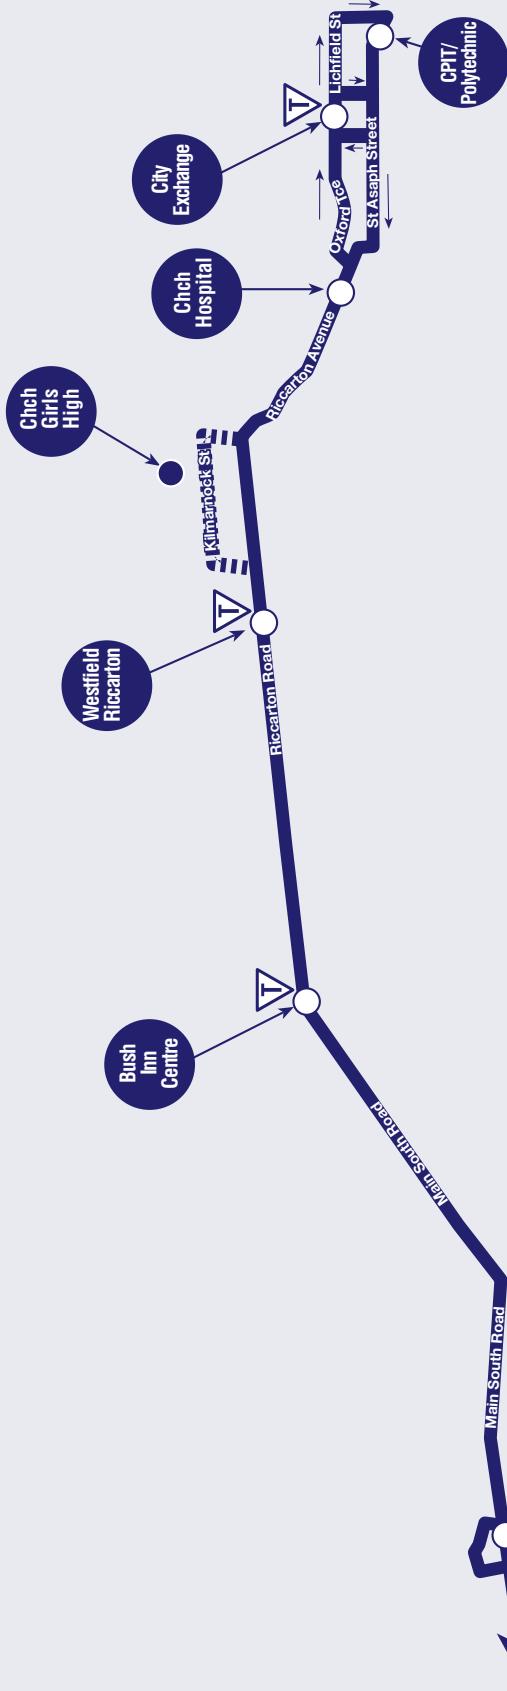 Lichfield St
CPIT/
Polytechnic
T
City
Exchange
St Asaph Street
Oxford Tce
Chch
Hospital
Riccarton Avenue
Chch
Girls
High
Kilmarnock St
T
Westfield
Riccarton
Riccarton Road
T
Bush
Inn
Centre
Main South Road
Main South Road